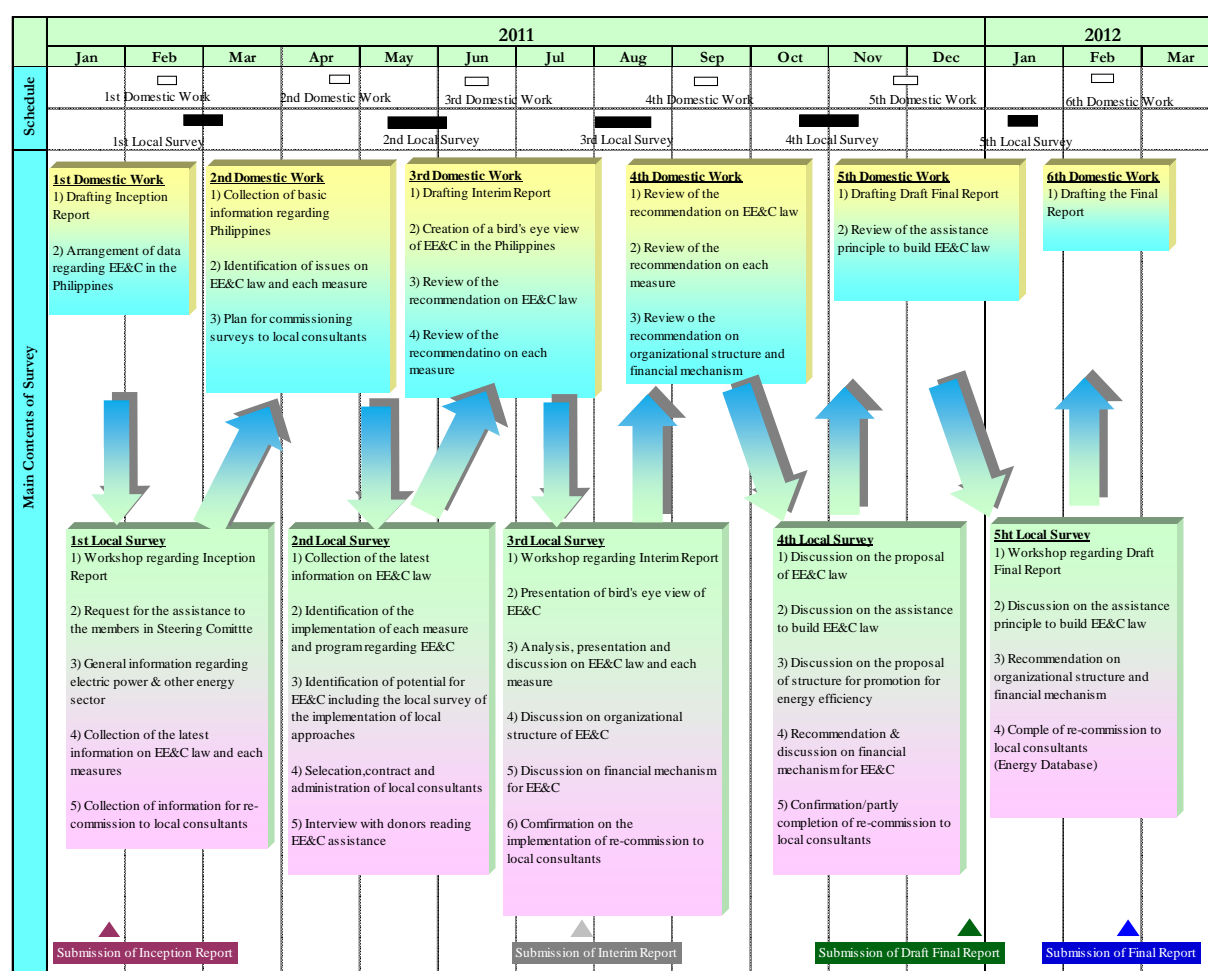 2011
2012
Jan
Feb
Mar
Apr
May
Jun
Jul
Aug
Sep
Oct
Nov
Dec
Jan
Feb
Mar
Schedule
1st Domestic Work
2nd Domestic Work
3rd Domestic Work
4th Domestic Work
5th Domestic Work
6th Domestic Work
1st Local Survey
2nd Local Survey
3rd Local Survey
4th Local Survey
5th Local Survey
Main Contents of Survey
1st Domestic Work
1) Drafting Inception
Report
2) Arrangement of data
regarding EE&C in the
Philippines
2nd Domestic Work
1) Collection of basic
information regarding
Philippines
2) Identification of issues on
EE&C law and each measure
3) Plan for commissioning
surveys to local consultants
3rd Domestic Work
1) Drafting Interim Report
2) Creation of a bird's eye view
of EE&C in the Philippines
3) Review of the
recommendation on EE&C law
4) Review of the
recommendatino on each
measure
4th Domestic Work
1) Review of the
recommendation on EE&C law
2) Review of the
recommendation on each
measure
3) Review o the
recommendation on
organizational structure and
financial mechanism
5th Domestic Work
1) Drafting Draft Final Report
2) Review of the assistance
principle to build EE&C law
6th Domestic Work
1) Drafting the Final
Report
1st Local Survey
1) Workshop regarding Inception
Report
2) Request for the assistance to
the members in Steering Comittte
3) General information regarding
electric power & other energy
sector
4) Collection of the latest
information on EE&C law and each
measures
5) Collection of information for re-
commission to local consultants
2nd Local Survey
1) Collection of the latest
information on EE&C law
2) Identification of the
implementation of each measure
and program regarding EE&C
3) Identification of potential for
EE&C including the local survey of
the implementation of local
approaches
4) Selecation,contract and
administration of local consultants
5) Interview with donors reading
EE&C assistance
3rd Local Survey
1) Workshop regarding Interim Report
2) Presentation of bird's eye view of
EE&C
3) Analysis, presentation and
discussion on EE&C law and each
measure
4) Discussion on organizational
structure of EE&C
5) Discussion on financial mechanism
for EE&C
6) Comfirmation on the
implementation of re-commission to
local consultants
4th Local Survey
1) Discussion on the proposal
of EE&C law
2) Discussion on the assistance
to build EE&C law
3) Discussion on the proposal
of structure for promotion for
energy efficiency
4) Recommendation &
discussion on financial
mechanism for EE&C
5) Confirmation/partly
completion of re-commission to
local consultants
5ht Local Survey
1) Workshop regarding Draft
Final Report
2) Discussion on the assistance
principle to build EE&C law
3) Recommendation on
organizational structure and
financial mechanism
4) Comple of re-commission to
local consultants
(Energy Database)
Submission of Inception Report
Submission of Interim Report
Submission of Draft Final Report
Submission of Final Report